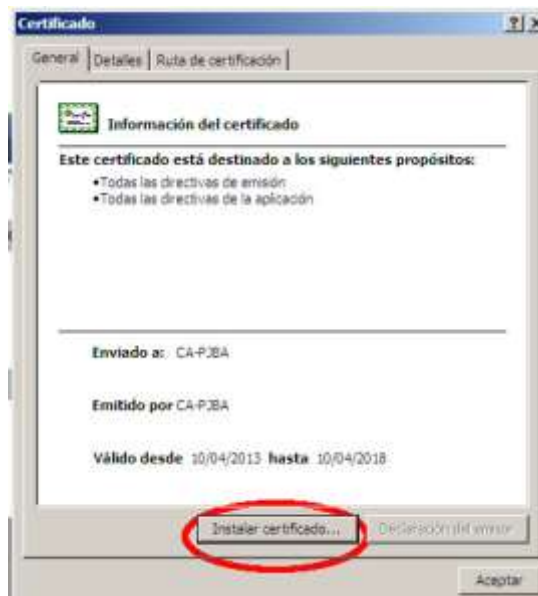 Certificado
General Detalles Ruta de certificación
Información del certificado
Este certificado está destinado a los siguientes propósitos:
•Todas las directivas de emisión
•Todas las directivas de la aplicación
Enviado a: CA-PJBA
Emitido por CA-PJBA
Válido desde 10/04/2013 hasta 10/04/2018
Instalar certificado... Declaración del emisor
Aceptar